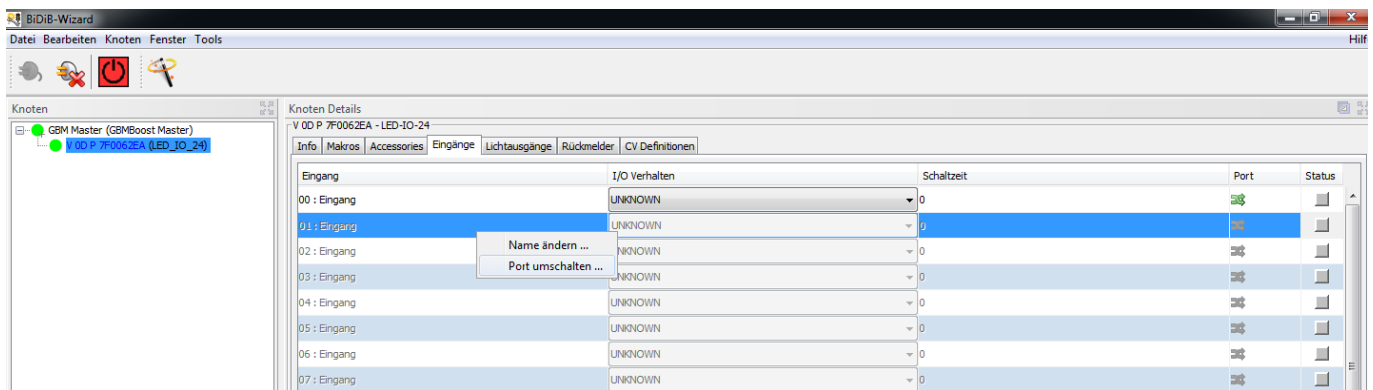 BiDiB-Wizard
Datei Bearbeiten Knoten Fenster Tools Hilf
Knoten
Knoten Details
GBM Master (GBMBoost Master)
V 0D P 7F0062EA (LED_IO_24)
V 0D P 7F0062EA - LED-IO-24
Info Makros Accessories Eingänge Lichtausgänge Rückmelder CV Definitionen
Eingang I/O Verhalten Schaltzeit Port Status
00 : Eingang UNKNOWN 0
01 : Eingang UNKNOWN 0
Name ändern ...
02 : Eingang NKNOWN 0
Port umschalten ...
03 : Eingang NKNOWN 0
04 : Eingang UNKNOWN 0
05 : Eingang UNKNOWN 0
06 : Eingang UNKNOWN 0
07 : Eingang UNKNOWN 0